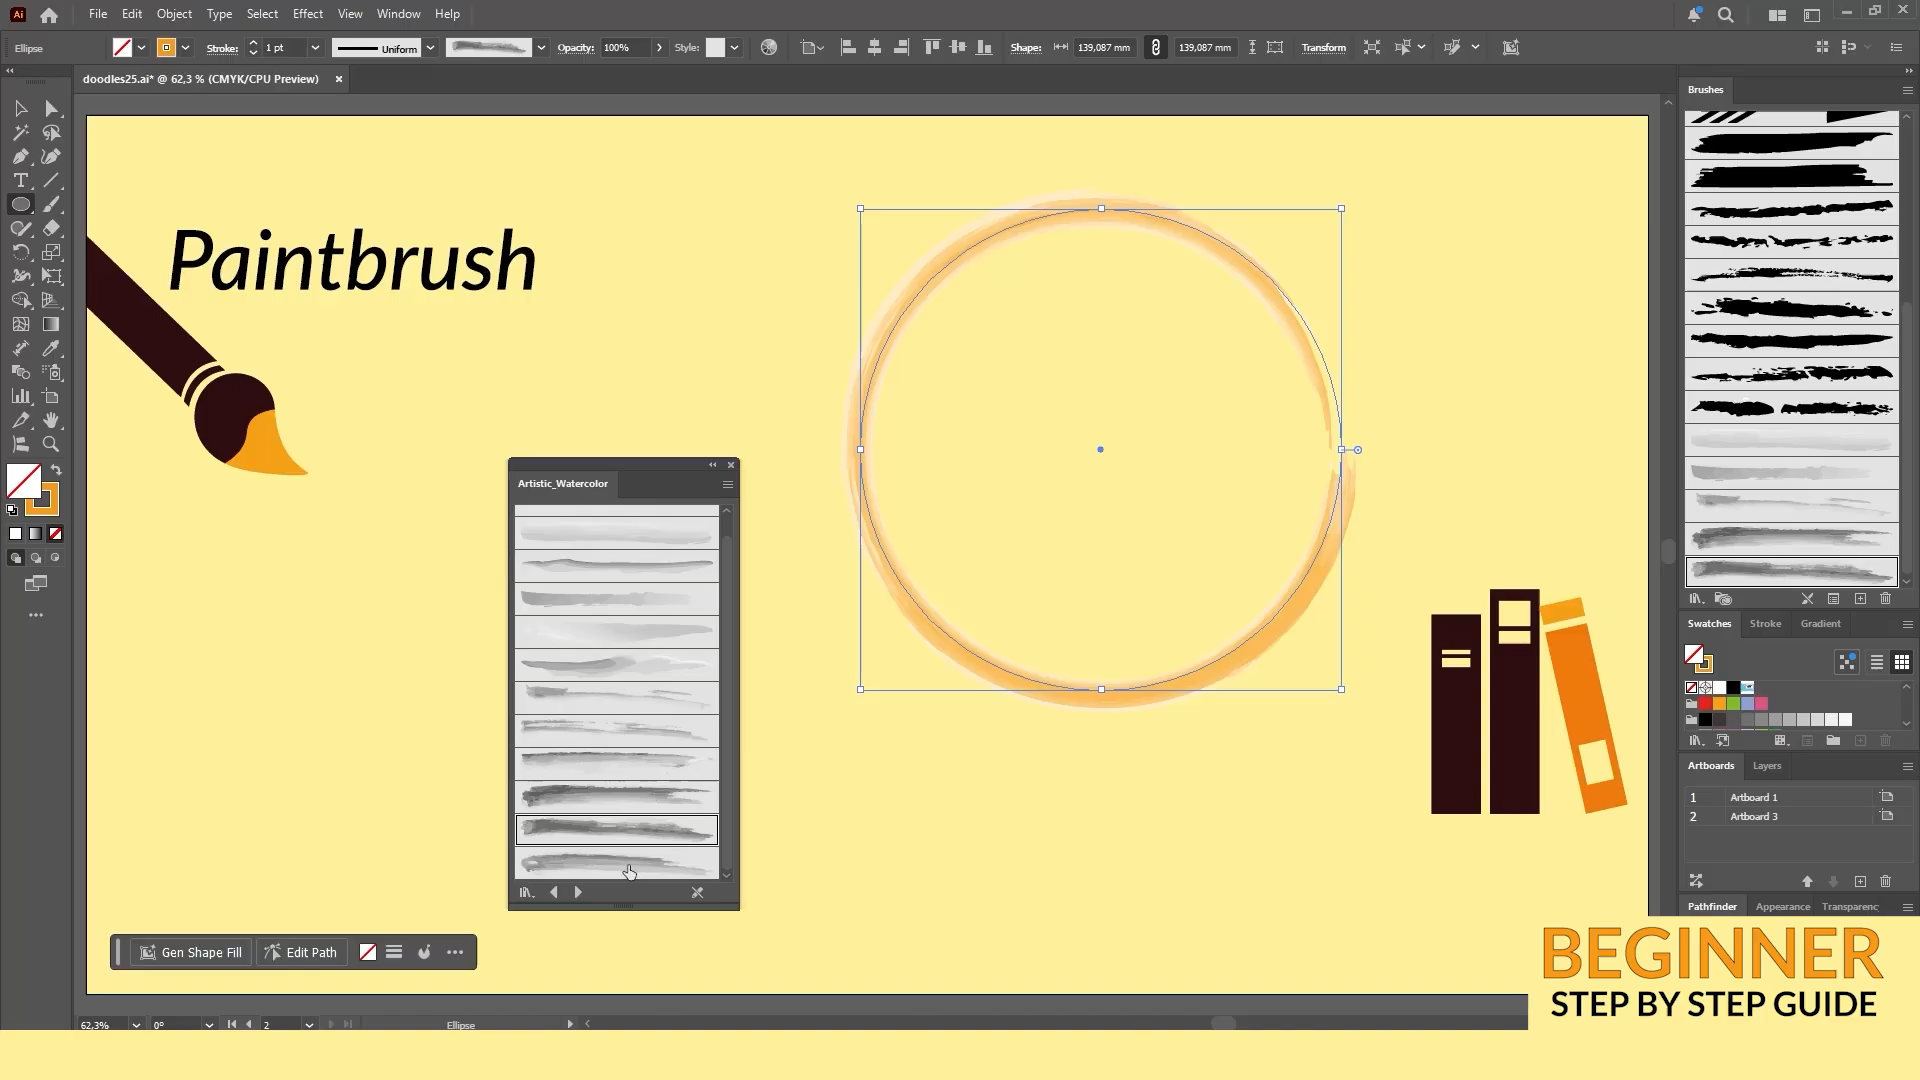 Ai File Edit Object Type Select Effect View Window Help
Ellipse Stroke: 1 pt Uniform Opacity: 100% Style: Shape: 139,087 mm 139,087 mm Transform
doodles25.ai* @ 62,3 % (CMYK/CPU Preview)
Brushes
Paintbrush
Artistic_Watercolor
Swatches Stroke Gradient
Artboards Layers
1 Artboard 1
2 Artboard 3
Pathfinder Appearance Transparenc
Gen Shape Fill Edit Path
BEGINNER
STEP BY STEP GUIDE
62,3% 0° 2 Ellipse